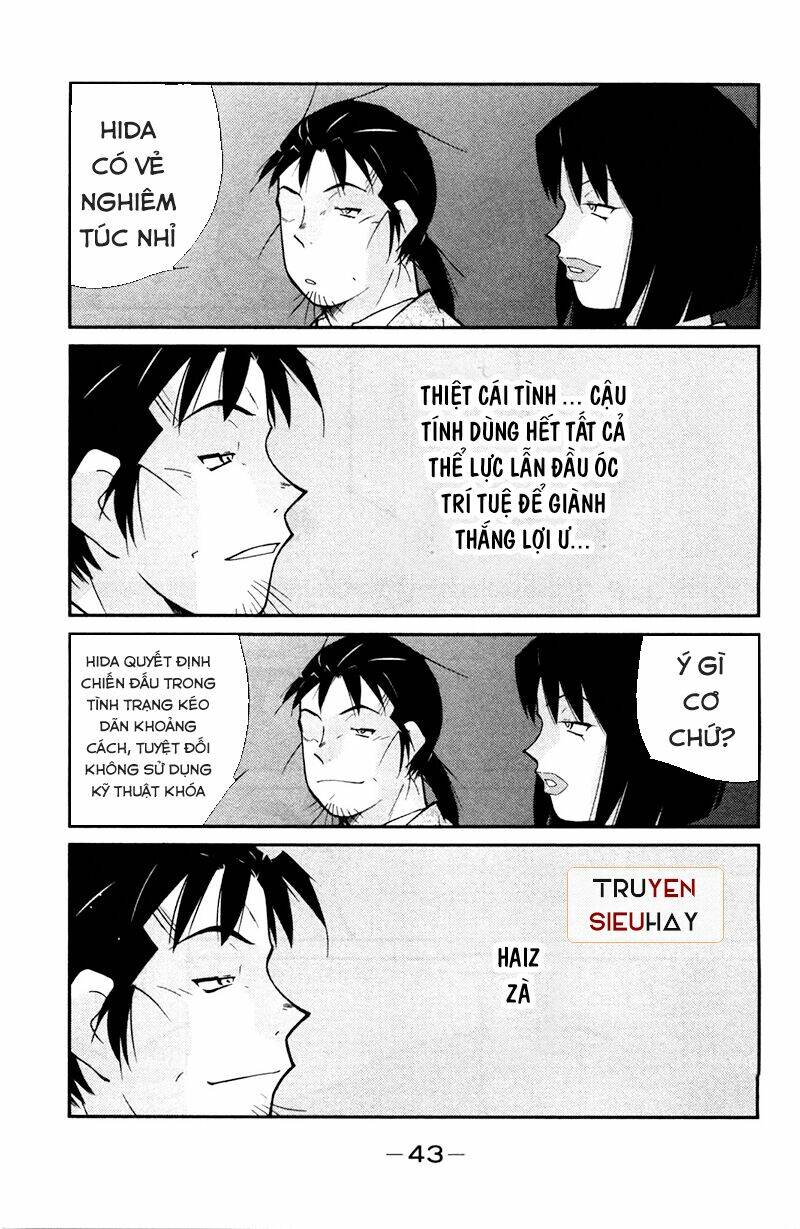 HIDA
CÓ VẺ
NGHIÊM
TÚC NHỈ
THIỆT CÁI TÌNH ... CẬU
TÍNH DÙNG HẾT TẤT CẢ
THỂ LỰC LẪN ĐẦU ÓC
TRÍ TUỆ ĐỂ GIÀNH
THẮNG LỢI Ư...
Ý GÌ
CƠ
CHỨ?
HIDA QUYẾT ĐỊNH
CHIẾN ĐẤU TRONG
TÌNH TRẠNG KÉO
DÃN KHOẢNG
CÁCH, TUYỆT ĐỐI
KHÔNG SỬ DỤNG
KỸ THUẬT KHÓA
TRUYEN
SIEUHAY
HAIZ
ZÀ
-43-